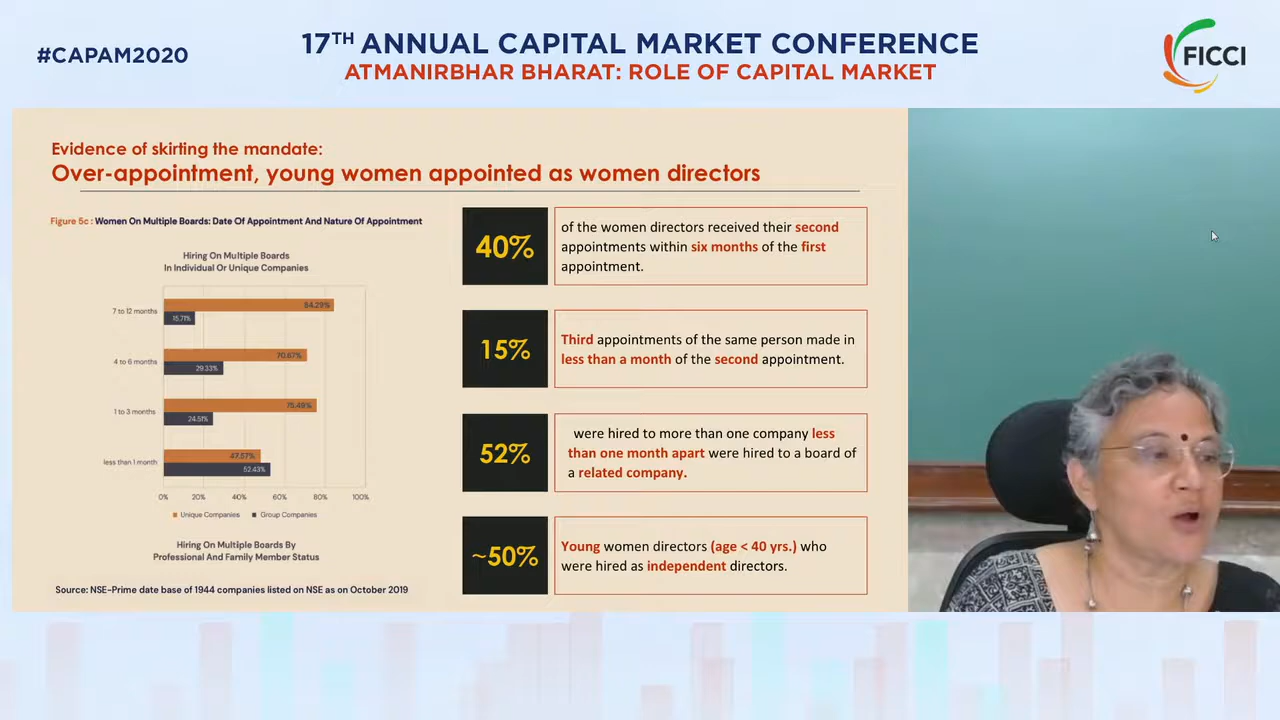 #CAPAM2020
17TH ANNUAL CAPITAL MARKET CONFERENCE
ATMANIRBHAR BHARAT: ROLE OF CAPITAL MARKET
FICCI
Evidence of skirting the mandate:
Over-appointment, young women appointed as women directors
Figure 5c : Women On Multiple Boards: Date Of Appointment And Nature Of Appointment
Hiring On Multiple Boards
In Individual Or Unique Companies
7 to 12 months
84.29%
15.71%
4 to 6 months
70.67%
29.33%
1 to 3 months
75.49%
24.51%
less than 1 month
47.57%
52.43%
0% 20% 40% 60% 80% 100%
Unique Companies Group Companies
Hiring On Multiple Boards By
Professional And Family Member Status
Source: NSE-Prime date base of 1944 companies listed on NSE as on October 2019
40%
of the women directors received their second
appointments within six months of the first
appointment.
15%
Third appointments of the same person made in
less than a month of the second appointment.
52%
were hired to more than one company less
than one month apart were hired to a board of
a related company.
~50%
Young women directors (age < 40 yrs.) who
were hired as independent directors.